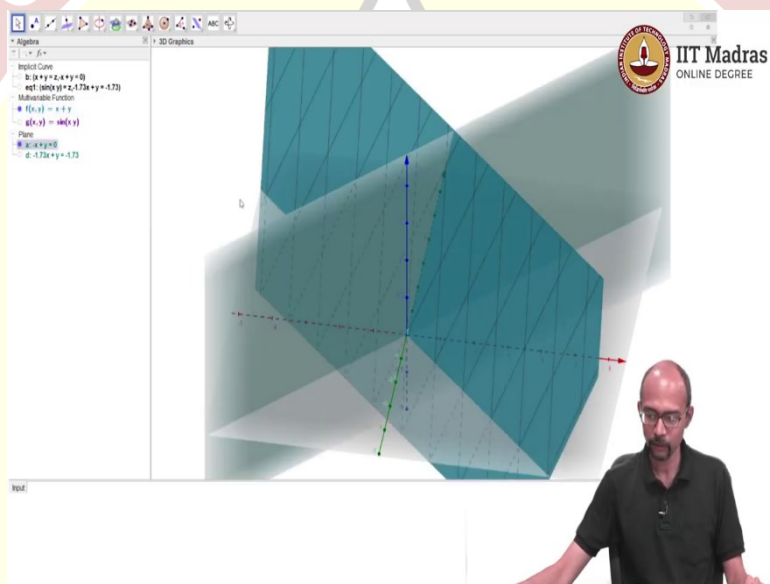 ABC
Algebra
3D Graphics
Implicit Curve
b: (x + y = z,-x + y = 0)
eq1: (sin(x y) = z,-1.73x + y = -1.73)
Multivariable Function
f(x, y) = x + y
g(x, y) = sin(x y)
Plane
a: -x + y = 0
d: -1.73x + y = -1.73
Input
IIT Madras
ONLINE DEGREE